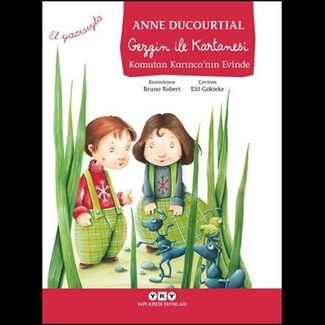 El yazısıyla
ANNE DUCOURTIAL
Gezgin ile Kartanesi
Komutan Karınca'nın Evinde
Resimleyen
Bruno Robert
Çeviren
Elif Gökteke
YKY
YAPI KREDİ YAYINLARI